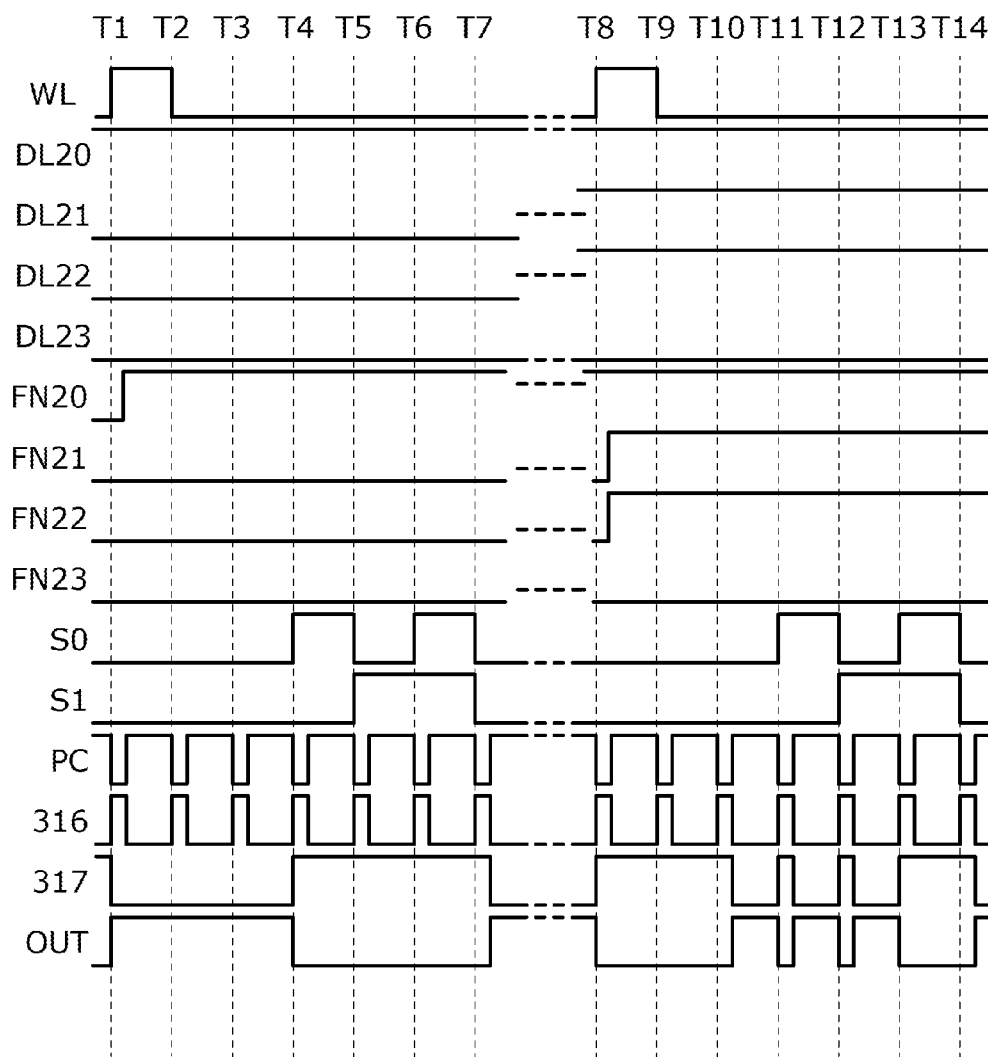 T1 T2 T3 T4 T5 T6 T7 T8 T9 T10 T11 T12 T13 T14
WL
DL20
DL21
DL22
DL23
FN20
FN21
FN22
FN23
S0
S1
PC
316
317
OUT